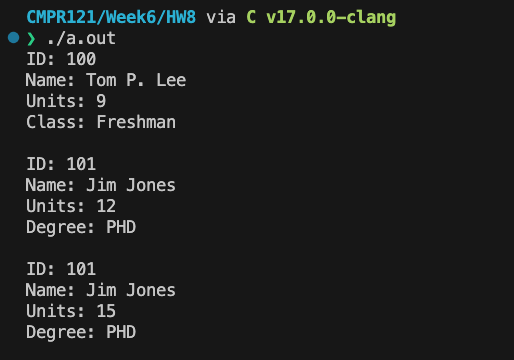 CMPR121/Week6/HW8 via C v17.0.0-clang
❯ ./a.out
ID: 100
Name: Tom P. Lee
Units: 9
Class: Freshman

ID: 101
Name: Jim Jones
Units: 12
Degree: PHD

ID: 101
Name: Jim Jones
Units: 15
Degree: PHD